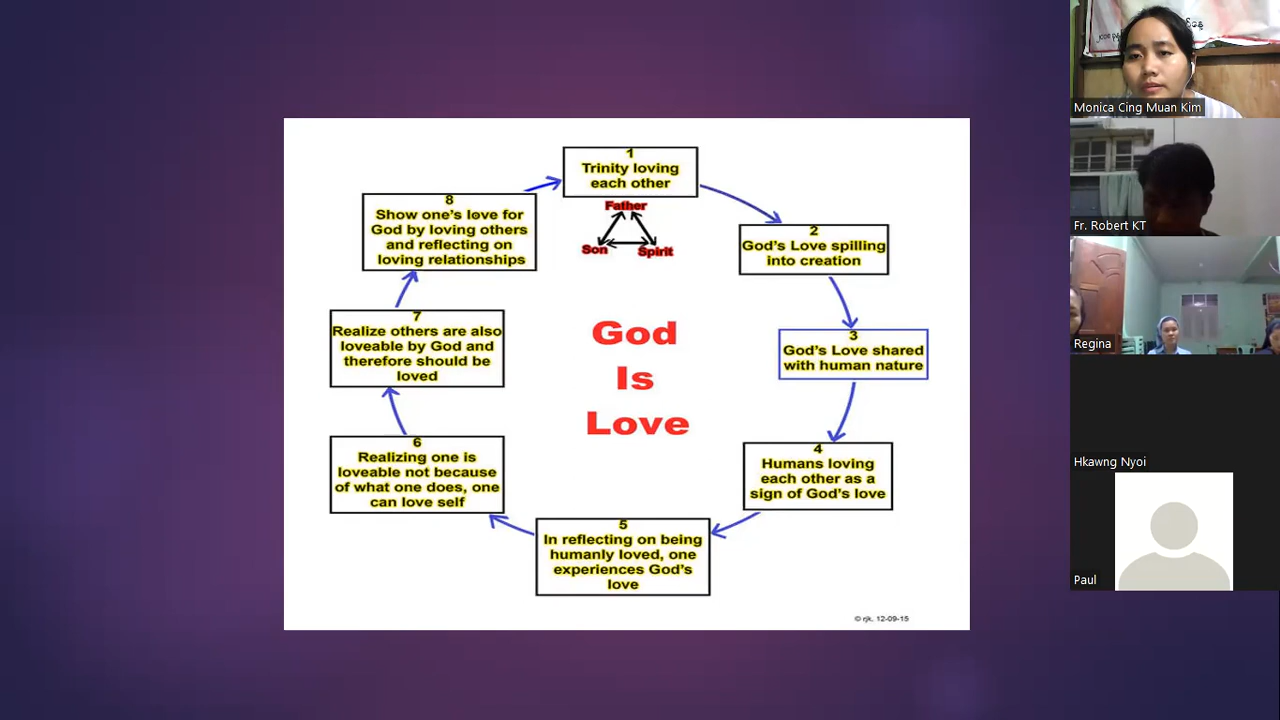 1
Trinity loving
each other
Father
Son
Spirit
2
God's Love spilling
into creation
3
God's Love shared
with human nature
4
Humans loving
each other as a
sign of God's love
5
In reflecting on being
humanly loved, one
experiences God's
love
6
Realizing one is
loveable not because
of what one does, one
can love self
7
Realize others are also
loveable by God and
therefore should be
loved
8
Show one's love for
God by loving others
and reflecting on
loving relationships
God
Is
Love
© rjk. 12-09-15
Monica Cing Muan Kim
Fr. Robert KT
Regina
Hkawng Nyoi
Paul